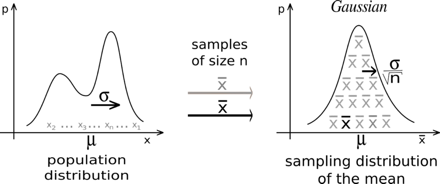 p
σ
x₂ ... x₃... xₙ... x₁
μ
x
population
distribution
samples
of size n
x̅
x̅
Gaussian
p
x̅
x̅ x̅
σ/√n
x̅ x̅ x̅
x̅ x̅ x̅ x̅
x̅ x̅ x̅ x̅ x̅
μ
x̅
sampling distribution
of the mean